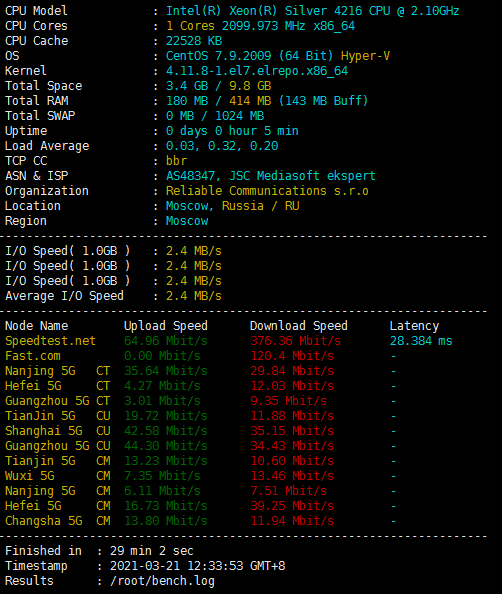 CPU Model : Intel(R) Xeon(R) Silver 4216 CPU @ 2.10GHz
CPU Cores : 1 Cores 2099.973 MHz x86_64
CPU Cache : 22528 KB
OS : CentOS 7.9.2009 (64 Bit) Hyper-V
Kernel : 4.11.8-1.el7.elrepo.x86_64
Total Space : 3.4 GB / 9.8 GB
Total RAM : 180 MB / 414 MB (143 MB Buff)
Total SWAP : 0 MB / 1024 MB
Uptime : 0 days 0 hour 5 min
Load Average : 0.03, 0.32, 0.20
TCP CC : bbr
ASN & ISP : AS48347, JSC Mediasoft ekspert
Organization : Reliable Communications s.r.o
Location : Moscow, Russia / RU
Region : Moscow
----------------------------------------------------------------------
I/O Speed( 1.0GB ) : 2.4 MB/s
I/O Speed( 1.0GB ) : 2.4 MB/s
I/O Speed( 1.0GB ) : 2.4 MB/s
Average I/O Speed : 2.4 MB/s
----------------------------------------------------------------------
Node Name Upload Speed Download Speed Latency
Speedtest.net 64.96 Mbit/s 376.36 Mbit/s 28.384 ms
Fast.com 0.00 Mbit/s 120.4 Mbit/s -
Nanjing 5G CT 35.64 Mbit/s 29.84 Mbit/s -
Hefei 5G CT 4.27 Mbit/s 12.03 Mbit/s -
Guangzhou 5G CT 3.01 Mbit/s 9.35 Mbit/s -
TianJin 5G CU 19.72 Mbit/s 11.88 Mbit/s -
Shanghai 5G CU 42.58 Mbit/s 35.15 Mbit/s -
Guangzhou 5G CU 44.30 Mbit/s 34.43 Mbit/s -
Tianjin 5G CM 13.23 Mbit/s 10.60 Mbit/s -
Wuxi 5G CM 7.35 Mbit/s 13.46 Mbit/s -
Nanjing 5G CM 6.11 Mbit/s 7.51 Mbit/s -
Hefei 5G CM 16.73 Mbit/s 39.25 Mbit/s -
Changsha 5G CM 13.80 Mbit/s 11.94 Mbit/s -
----------------------------------------------------------------------
Finished in : 29 min 2 sec
Timestamp : 2021-03-21 12:33:53 GMT+8
Results : /root/bench.log